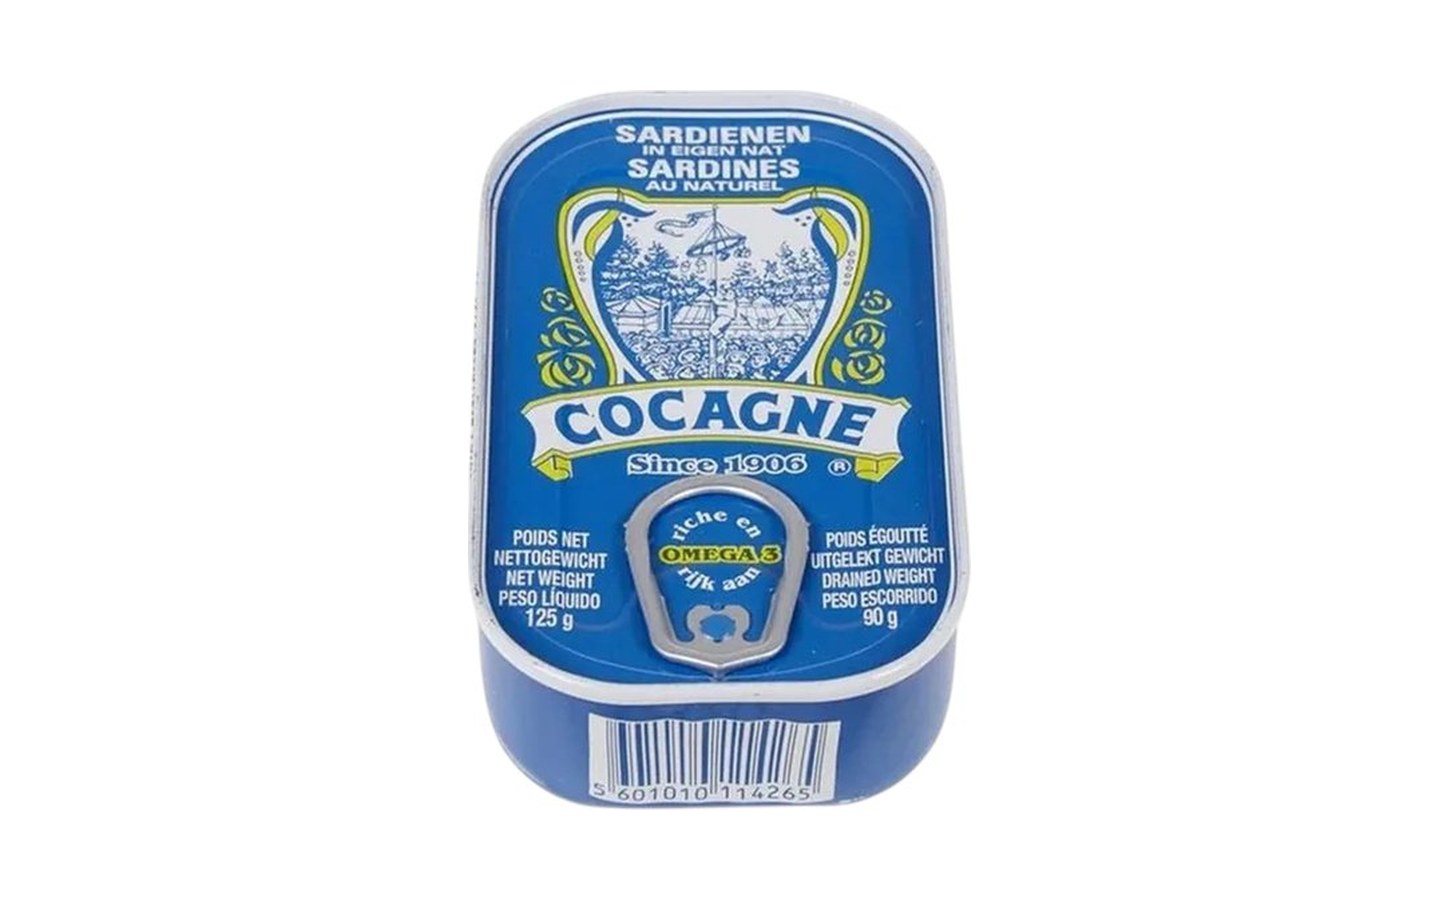 SARDIENEN
IN EIGEN NAT
SARDINES
AU NATUREL
COCAGNE
Since 1906 ®
riche en
OMEGA 3
rijk aan
POIDS NET
NETTOGEWICHT
NET WEIGHT
PESO LÍQUIDO
125 g
POIDS ÉGOUTTÉ
UITGELEKT GEWICHT
DRAINED WEIGHT
PESO ESCORRIDO
90 g
5 601010 114265